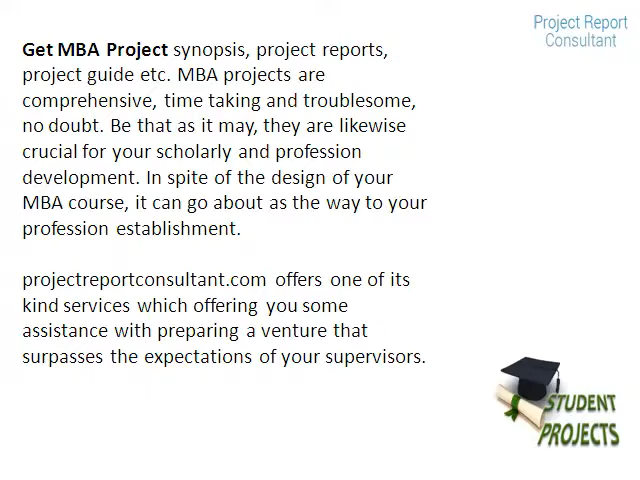 Project Report
Consultant
Get MBA Project synopsis, project reports,
project guide etc. MBA projects are
comprehensive, time taking and troublesome,
no doubt. Be that as it may, they are likewise
crucial for your scholarly and profession
development. In spite of the design of your
MBA course, it can go about as the way to your
profession establishment.
projectreportconsultant.com offers one of its
kind services which offering you some
assistance with preparing a venture that
surpasses the expectations of your supervisors.
STUDENT
PROJECTS